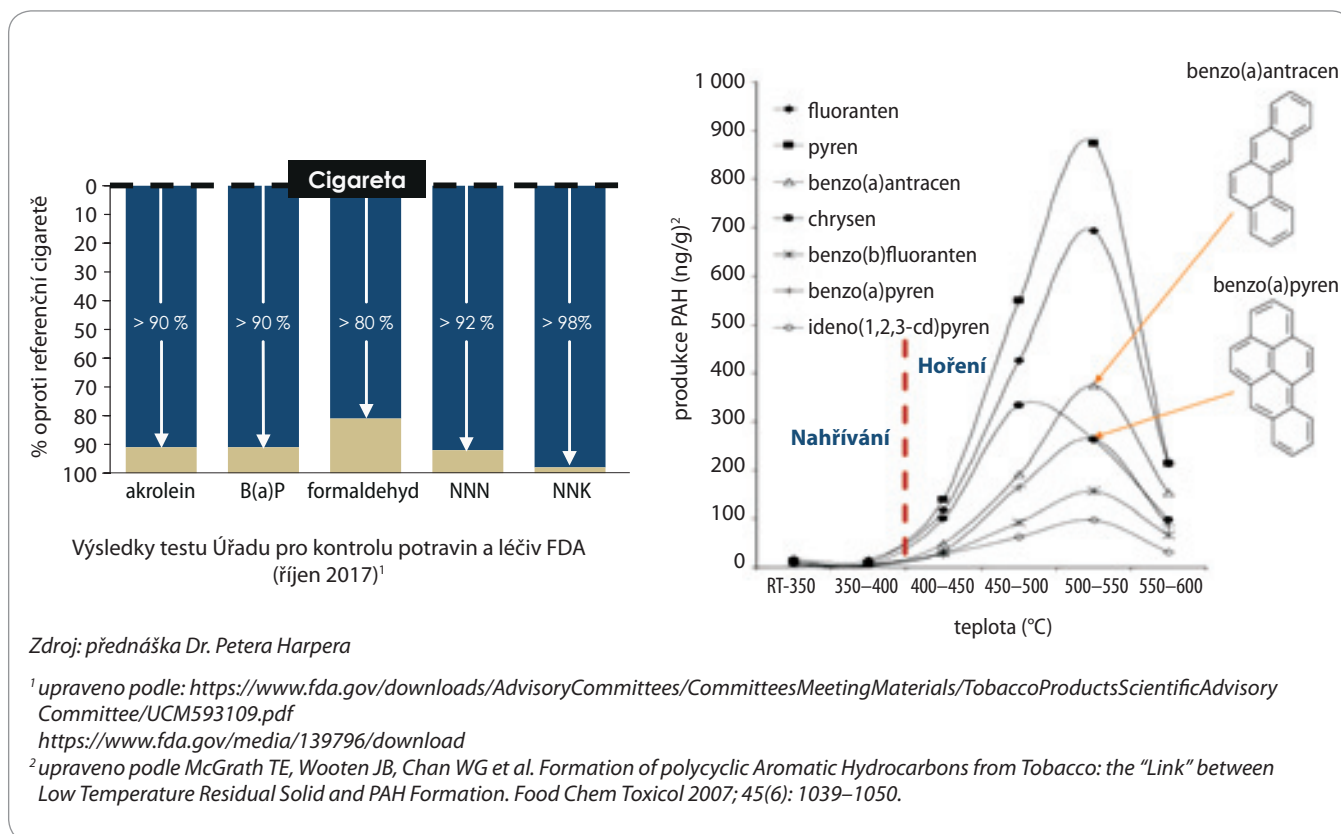 Cigareta
% oproti referenční cigaretě
0
10
20
30
40
50
60
70
80
90
100
> 90 %
> 90 %
> 80 %
> 92 %
> 98%
akrolein
B(a)P
formaldehyd
NNN
NNK
Výsledky testu Úřadu pro kontrolu potravin a léčiv FDA
(říjen 2017)1
produkce PAH (ng/g)2
1 000
900
800
700
600
500
400
300
200
100
0
fluoranten
pyren
benzo(a)antracen
chrysen
benzo(b)fluoranten
benzo(a)pyren
ideno(1,2,3-cd)pyren
Hoření
Nahřívání
benzo(a)antracen
benzo(a)pyren
RT-350
350–400
400–450
450–500
500–550
550–600
teplota (°C)
Zdroj: přednáška Dr. Petera Harpera
1 upraveno podle: https://www.fda.gov/downloads/AdvisoryCommittees/CommitteesMeetingMaterials/TobaccoProductsScientificAdvisory
Committee/UCM593109.pdf
https://www.fda.gov/media/139796/download
2 upraveno podle McGrath TE, Wooten JB, Chan WG et al. Formation of polycyclic Aromatic Hydrocarbons from Tobacco: the “Link” between
Low Temperature Residual Solid and PAH Formation. Food Chem Toxicol 2007; 45(6): 1039–1050.